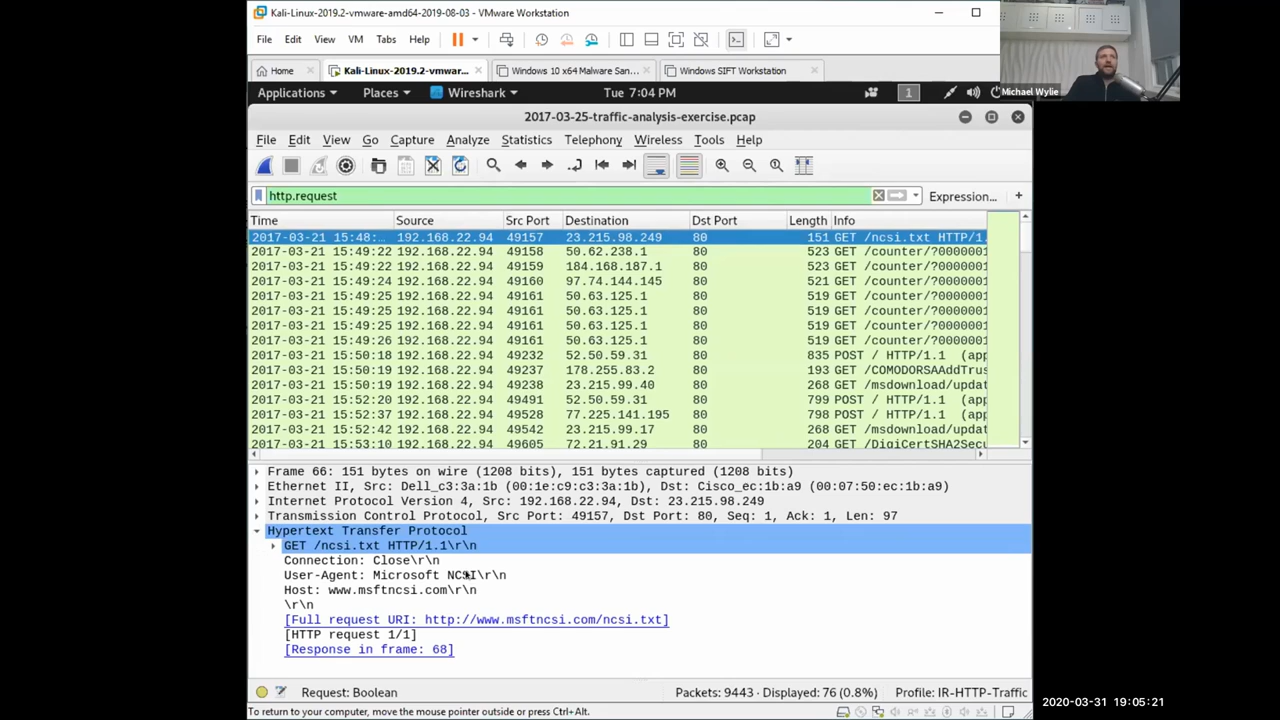 Kali-Linux-2019.2-vmware-amd64-2019-08-03 - VMware Workstation
File Edit View VM Tabs Help
Home Kali-Linux-2019.2-vmwar... Windows 10 x64 Malware San... Windows SIFT Workstation
Michael Wylie
Applications Places Wireshark Tue 7:04 PM 1
2017-03-25-traffic-analysis-exercise.pcap
File Edit View Go Capture Analyze Statistics Telephony Wireless Tools Help
http.request Expression... +
Time Source Src Port Destination Dst Port Length Info
2017-03-21 15:48:... 192.168.22.94 49157 23.215.98.249 80 151 GET /ncsi.txt HTTP/1.
2017-03-21 15:49:22 192.168.22.94 49158 50.62.238.1 80 523 GET /counter/?0000001
2017-03-21 15:49:23 192.168.22.94 49159 184.168.187.1 80 523 GET /counter/?0000001
2017-03-21 15:49:24 192.168.22.94 49160 97.74.144.145 80 521 GET /counter/?0000001
2017-03-21 15:49:25 192.168.22.94 49161 50.63.125.1 80 519 GET /counter/?0000001
2017-03-21 15:49:25 192.168.22.94 49161 50.63.125.1 80 519 GET /counter/?0000001
2017-03-21 15:49:25 192.168.22.94 49161 50.63.125.1 80 519 GET /counter/?0000001
2017-03-21 15:49:26 192.168.22.94 49161 50.63.125.1 80 519 GET /counter/?0000001
2017-03-21 15:50:18 192.168.22.94 49232 52.50.59.31 80 835 POST / HTTP/1.1 (app
2017-03-21 15:50:19 192.168.22.94 49237 178.255.83.2 80 193 GET /COMODORSAAddTrus
2017-03-21 15:50:19 192.168.22.94 49238 23.215.99.40 80 268 GET /msdownload/updat
2017-03-21 15:52:20 192.168.22.94 49491 52.50.59.31 80 799 POST / HTTP/1.1 (app
2017-03-21 15:52:37 192.168.22.94 49528 77.225.141.195 80 798 POST / HTTP/1.1 (app
2017-03-21 15:52:42 192.168.22.94 49542 23.215.99.17 80 268 GET /msdownload/updat
2017-03-21 15:53:10 192.168.22.94 49605 72.21.91.29 80 204 GET /DigiCertSHA2Secu
Frame 66: 151 bytes on wire (1208 bits), 151 bytes captured (1208 bits)
Ethernet II, Src: Dell_c3:3a:1b (00:1e:c9:c3:3a:1b), Dst: Cisco_ec:1b:a9 (00:07:50:ec:1b:a9)
Internet Protocol Version 4, Src: 192.168.22.94, Dst: 23.215.98.249
Transmission Control Protocol, Src Port: 49157, Dst Port: 80, Seq: 1, Ack: 1, Len: 97
Hypertext Transfer Protocol
GET /ncsi.txt HTTP/1.1\r\n
Connection: Close\r\n
User-Agent: Microsoft NCSI\r\n
Host: www.msftncsi.com\r\n
\r\n
[Full request URI: http://www.msftncsi.com/ncsi.txt]
[HTTP request 1/1]
[Response in frame: 68]
Request: Boolean Packets: 9443 · Displayed: 76 (0.8%) Profile: IR-HTTP-Traffic
To return to your computer, move the mouse pointer outside or press Ctrl+Alt.
2020-03-31 19:05:21